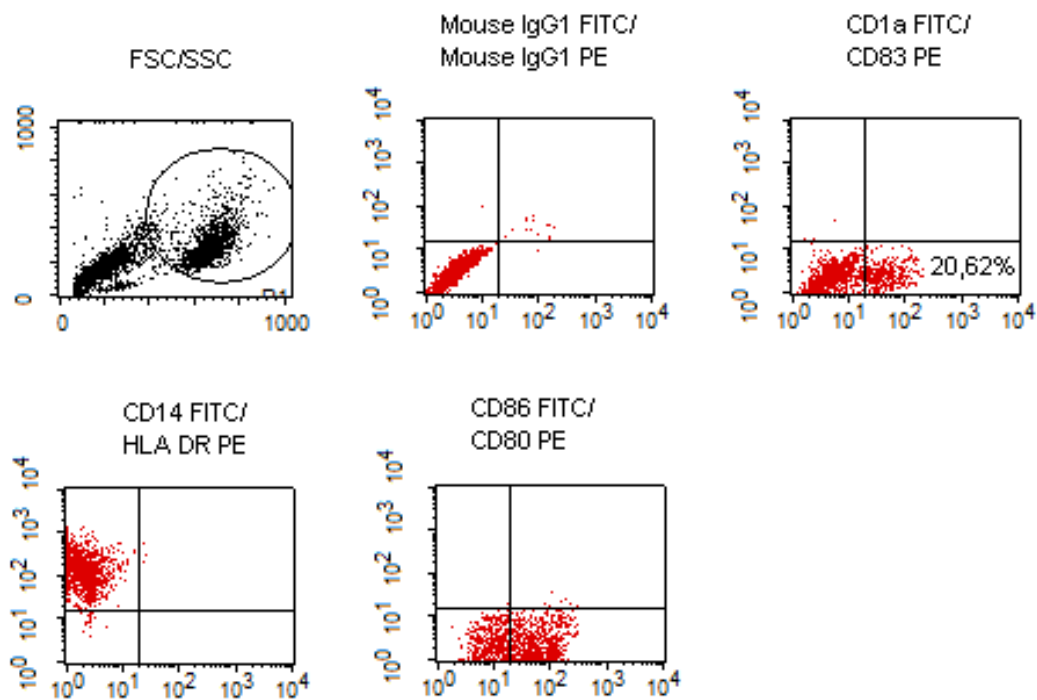 FSC/SSC
1000
0
0
1000
Mouse IgG1 FITC/
Mouse IgG1 PE
10⁴
10³
10²
10¹
10⁰
10⁰ 10¹ 10² 10³ 10⁴
CD1a FITC/
CD83 PE
10⁴
10³
10²
10¹
10⁰
20,62%
10⁰ 10¹ 10² 10³ 10⁴
CD14 FITC/
HLA DR PE
10⁴
10³
10²
10¹
10⁰
10⁰ 10¹ 10² 10³ 10⁴
CD86 FITC/
CD80 PE
10⁴
10³
10²
10¹
10⁰
10⁰ 10¹ 10² 10³ 10⁴